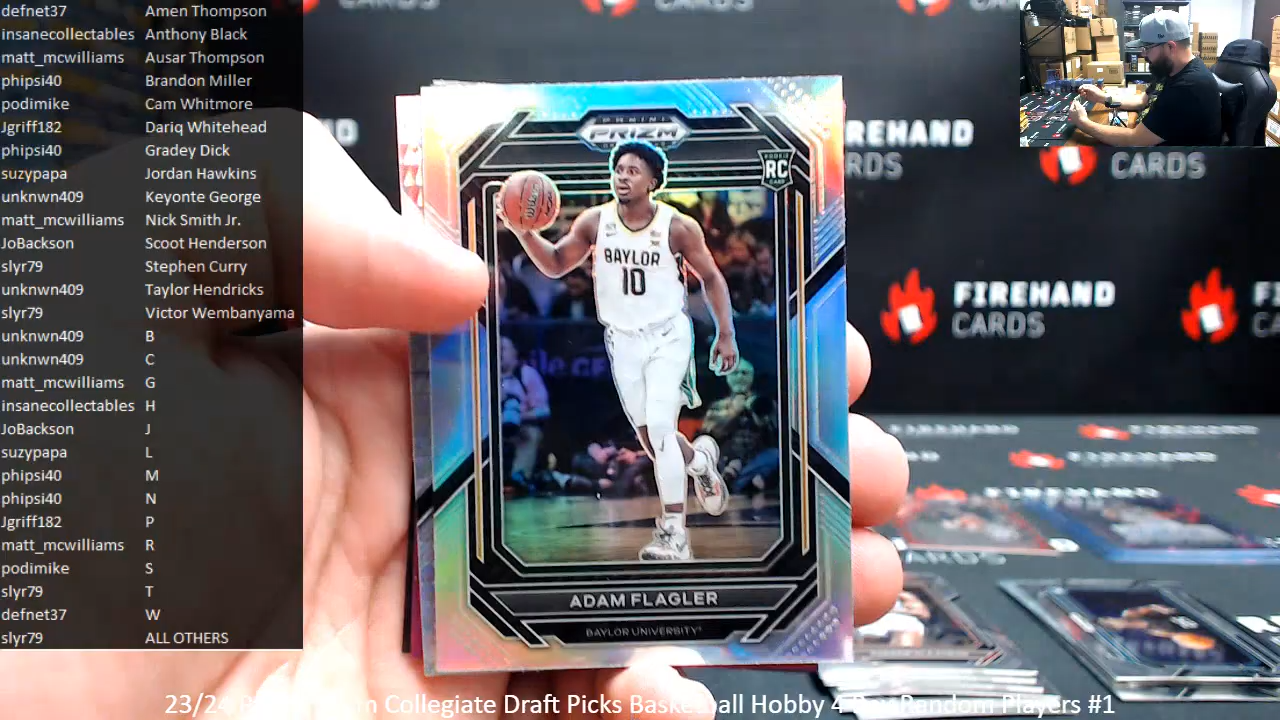 defnet37 Amen Thompson
insanecollectables Anthony Black
matt_mcwilliams Ausar Thompson
phipsi40 Brandon Miller
podimike Cam Whitmore
Jgriff182 Dariq Whitehead
phipsi40 Gradey Dick
suzypapa Jordan Hawkins
unknwn409 Keyonte George
matt_mcwilliams Nick Smith Jr.
JoBackson Scoot Henderson
slyr79 Stephen Curry
unknwn409 Taylor Hendricks
slyr79 Victor Wembanyama
unknwn409 B
unknwn409 C
matt_mcwilliams G
insanecollectables H
JoBackson J
suzypapa L
phipsi40 M
phipsi40 N
Jgriff182 P
matt_mcwilliams R
podimike S
slyr79 T
defnet37 W
slyr79 ALL OTHERS
PANINI
PRIZM
ROOKIE
RC
CARD
BAYLOR
10
ADAM FLAGLER
BAYLOR UNIVERSITY
FIREHAND
CARDS
CARDS
FIREHAND
CARDS
23/24 Collegiate Draft Picks Basketball Hobby 4 Random Players #1